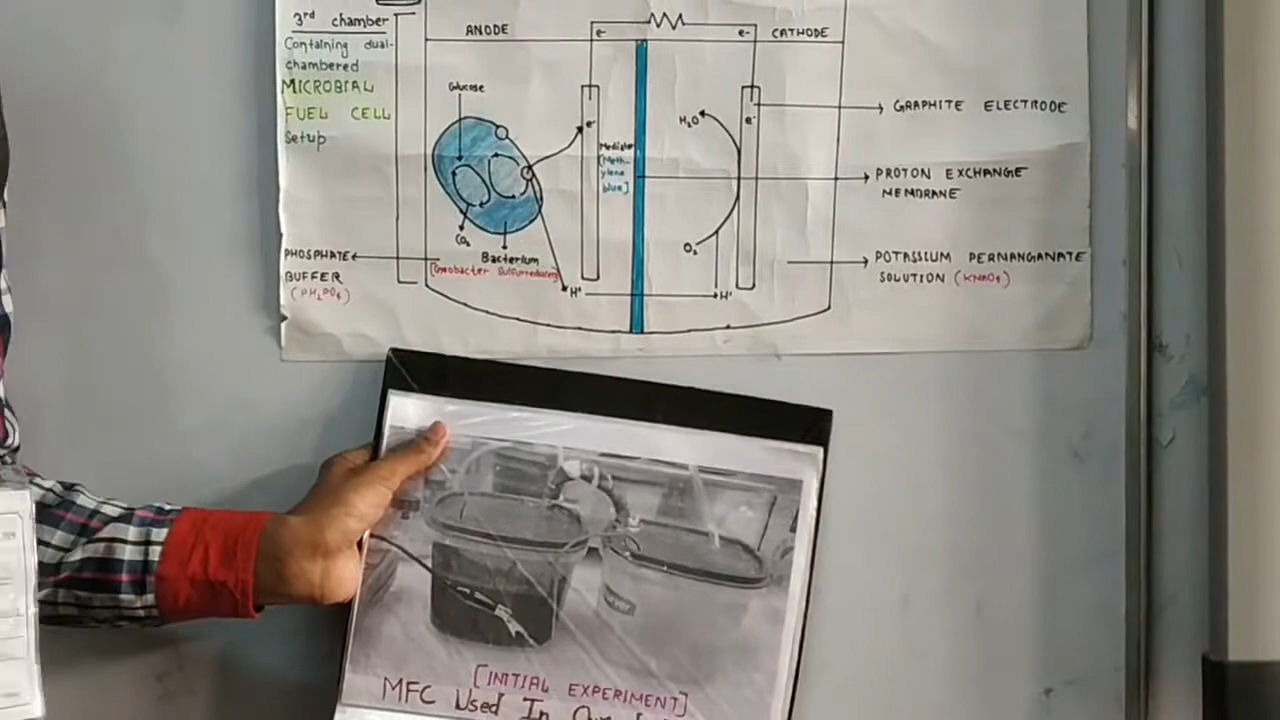 3rd chamber
Containing dual-
chambered
MICROBIAL
FUEL CELL
Setup
ANODE
CATHODE
e-
e-
Glucose
e-
Mediator
[Meth-
ylene
blue]
H₂O
e-
GRAPHITE ELECTRODE
PROTON EXCHANGE
MEMBRANE
CO₂
O₂
Bacterium
[Geobacter Sulfurreducens]
H⁺
H⁺
PHOSPHATE
BUFFER
(PH₂PO₄)
POTASSIUM PERMANGANATE
SOLUTION (KMnO₄)
[INITIAL EXPERIMENT]
MFC Used In